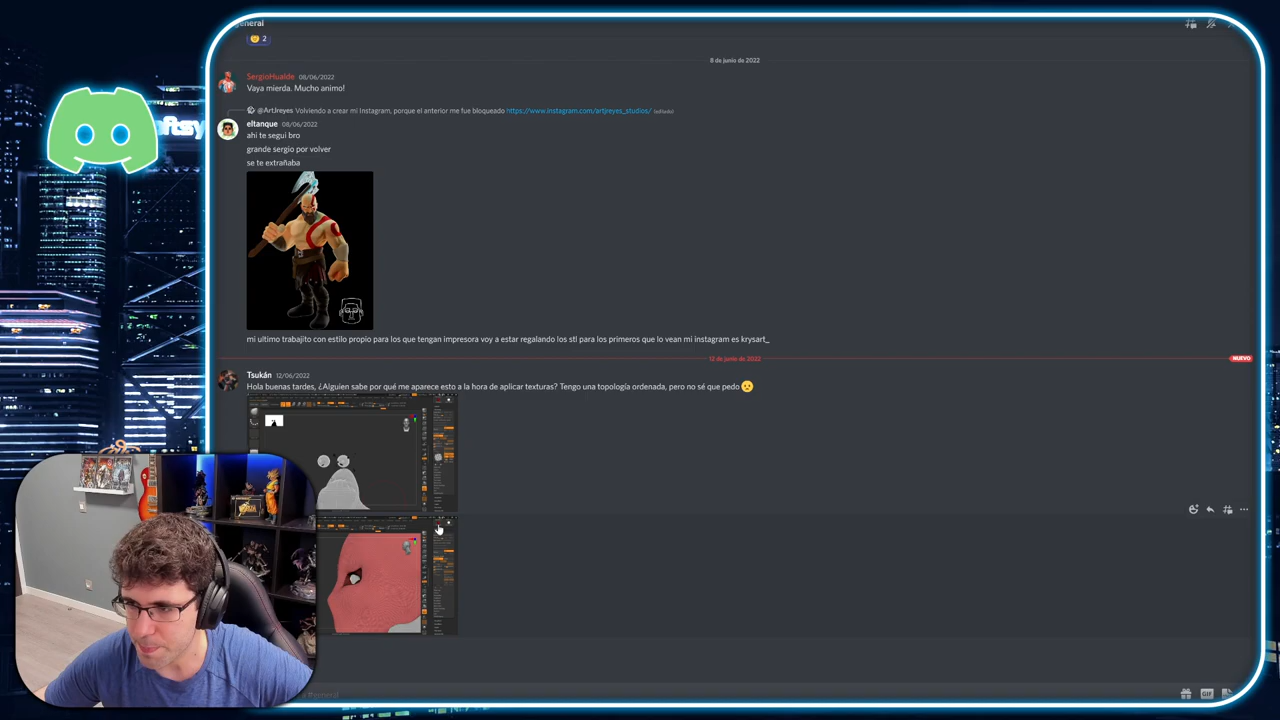 general
2
8 de junio de 2022
SergioHualde 08/06/2022
Vaya mierda. Mucho animo!
@ArtJreyes Volviendo a crear mi Instagram, porque el anterior me fue bloqueado https://www.instagram.com/artjreyes_studios/ (editado)
eltanque 08/06/2022
ahi te segui bro
grande sergio por volver
se te extrañaba
mi ultimo trabajito con estilo propio para los que tengan impresora voy a estar regalando los stl para los primeros que lo vean mi instagram es krysart_
12 de junio de 2022
NUEVO
Tsukán 12/06/2022
Hola buenas tardes, ¿Alguien sabe por qué me aparece esto a la hora de aplicar texturas? Tengo una topología ordenada, pero no sé que pedo
#general
GIF